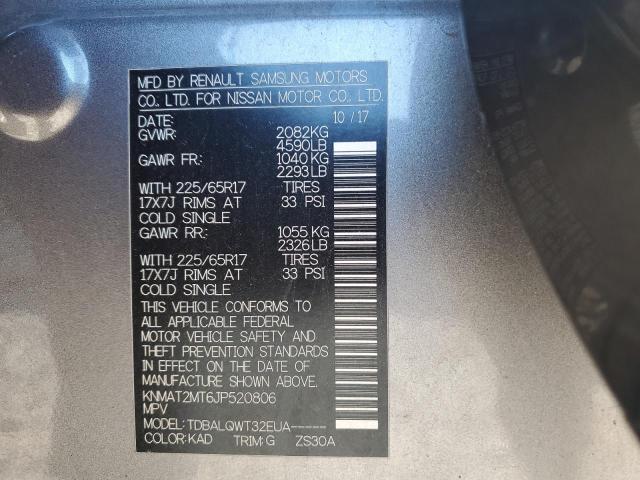 MFD BY RENAULT SAMSUNG MOTORS
CO., LTD. FOR NISSAN MOTOR CO., LTD.
DATE: 10 / 17
GVWR: 2082KG
4590LB
GAWR FR: 1040 KG
2293LB
WITH 225/65R17 TIRES
17X7J RIMS AT 33 PSI
COLD SINGLE
GAWR RR: 1055 KG
2326LB
WITH 225/65R17 TIRES
17X7J RIMS AT 33 PSI
COLD SINGLE
THIS VEHICLE CONFORMS TO
ALL APPLICABLE FEDERAL
MOTOR VEHICLE SAFETY AND
THEFT PREVENTION STANDARDS
IN EFFECT ON THE DATE OF
MANUFACTURE SHOWN ABOVE.
KNMAT2MT6JP520806
MPV
MODEL: TDBALQWT32EUA-----
COLOR: KAD TRIM: G ZS30A